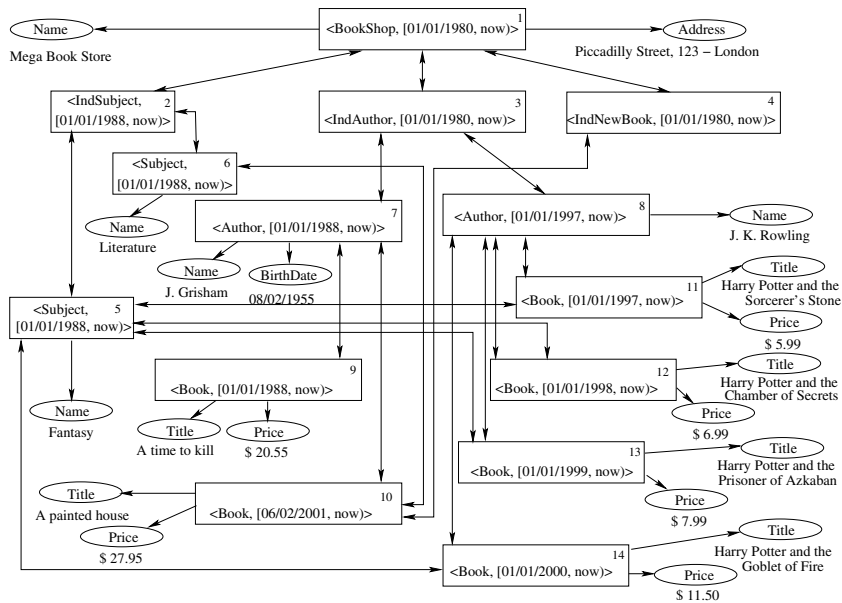 1
Name
<BookShop, [01/01/1980, now)>
Address
Mega Book Store
Piccadilly Street, 123 − London
2
<IndSubject,
[01/01/1988, now)>
3
<IndAuthor, [01/01/1980, now)>
4
<IndNewBook, [01/01/1980, now)>
6
<Subject,
[01/01/1988, now)>
Name
Literature
7
<Author, [01/01/1988, now)>
8
<Author, [01/01/1997, now)>
Name
J. K. Rowling
Name
J. Grisham
BirthDate
08/02/1955
11
<Book, [01/01/1997, now)>
Title
Harry Potter and the
Sorcerer's Stone
Price
$ 5.99
5
<Subject,
[01/01/1988, now)>
Name
Fantasy
9
<Book, [01/01/1988, now)>
Title
A time to kill
Price
$ 20.55
12
<Book, [01/01/1998, now)>
Title
Harry Potter and the
Chamber of Secrets
Price
$ 6.99
13
<Book, [01/01/1999, now)>
Title
Harry Potter and the
Prisoner of Azkaban
Price
$ 7.99
10
<Book, [06/02/2001, now)>
Title
A painted house
Price
$ 27.95
14
<Book, [01/01/2000, now)>
Title
Harry Potter and the
Goblet of Fire
Price
$ 11.50